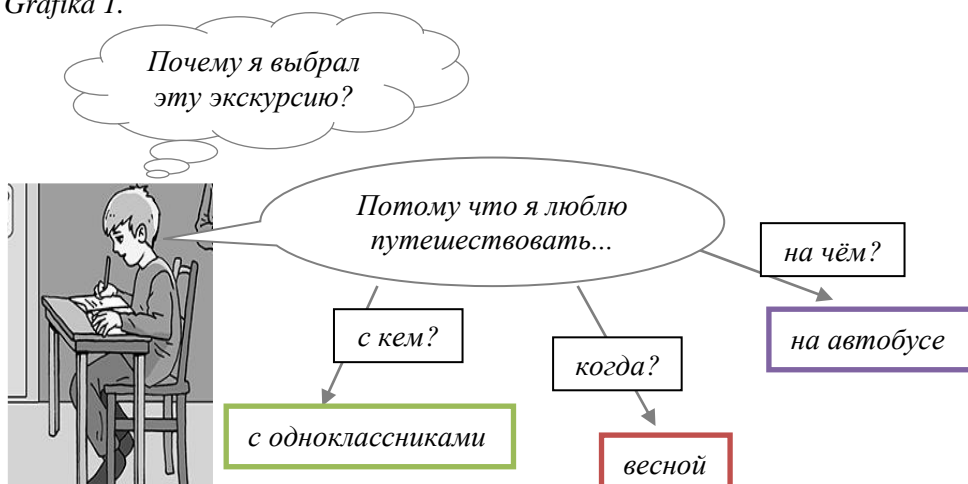 Grafika 1.
Почему я выбрал
эту экскурсию?
Потому что я люблю
путешествовать...
на чём?
с кем?
на автобусе
когда?
с одноклассниками
весной